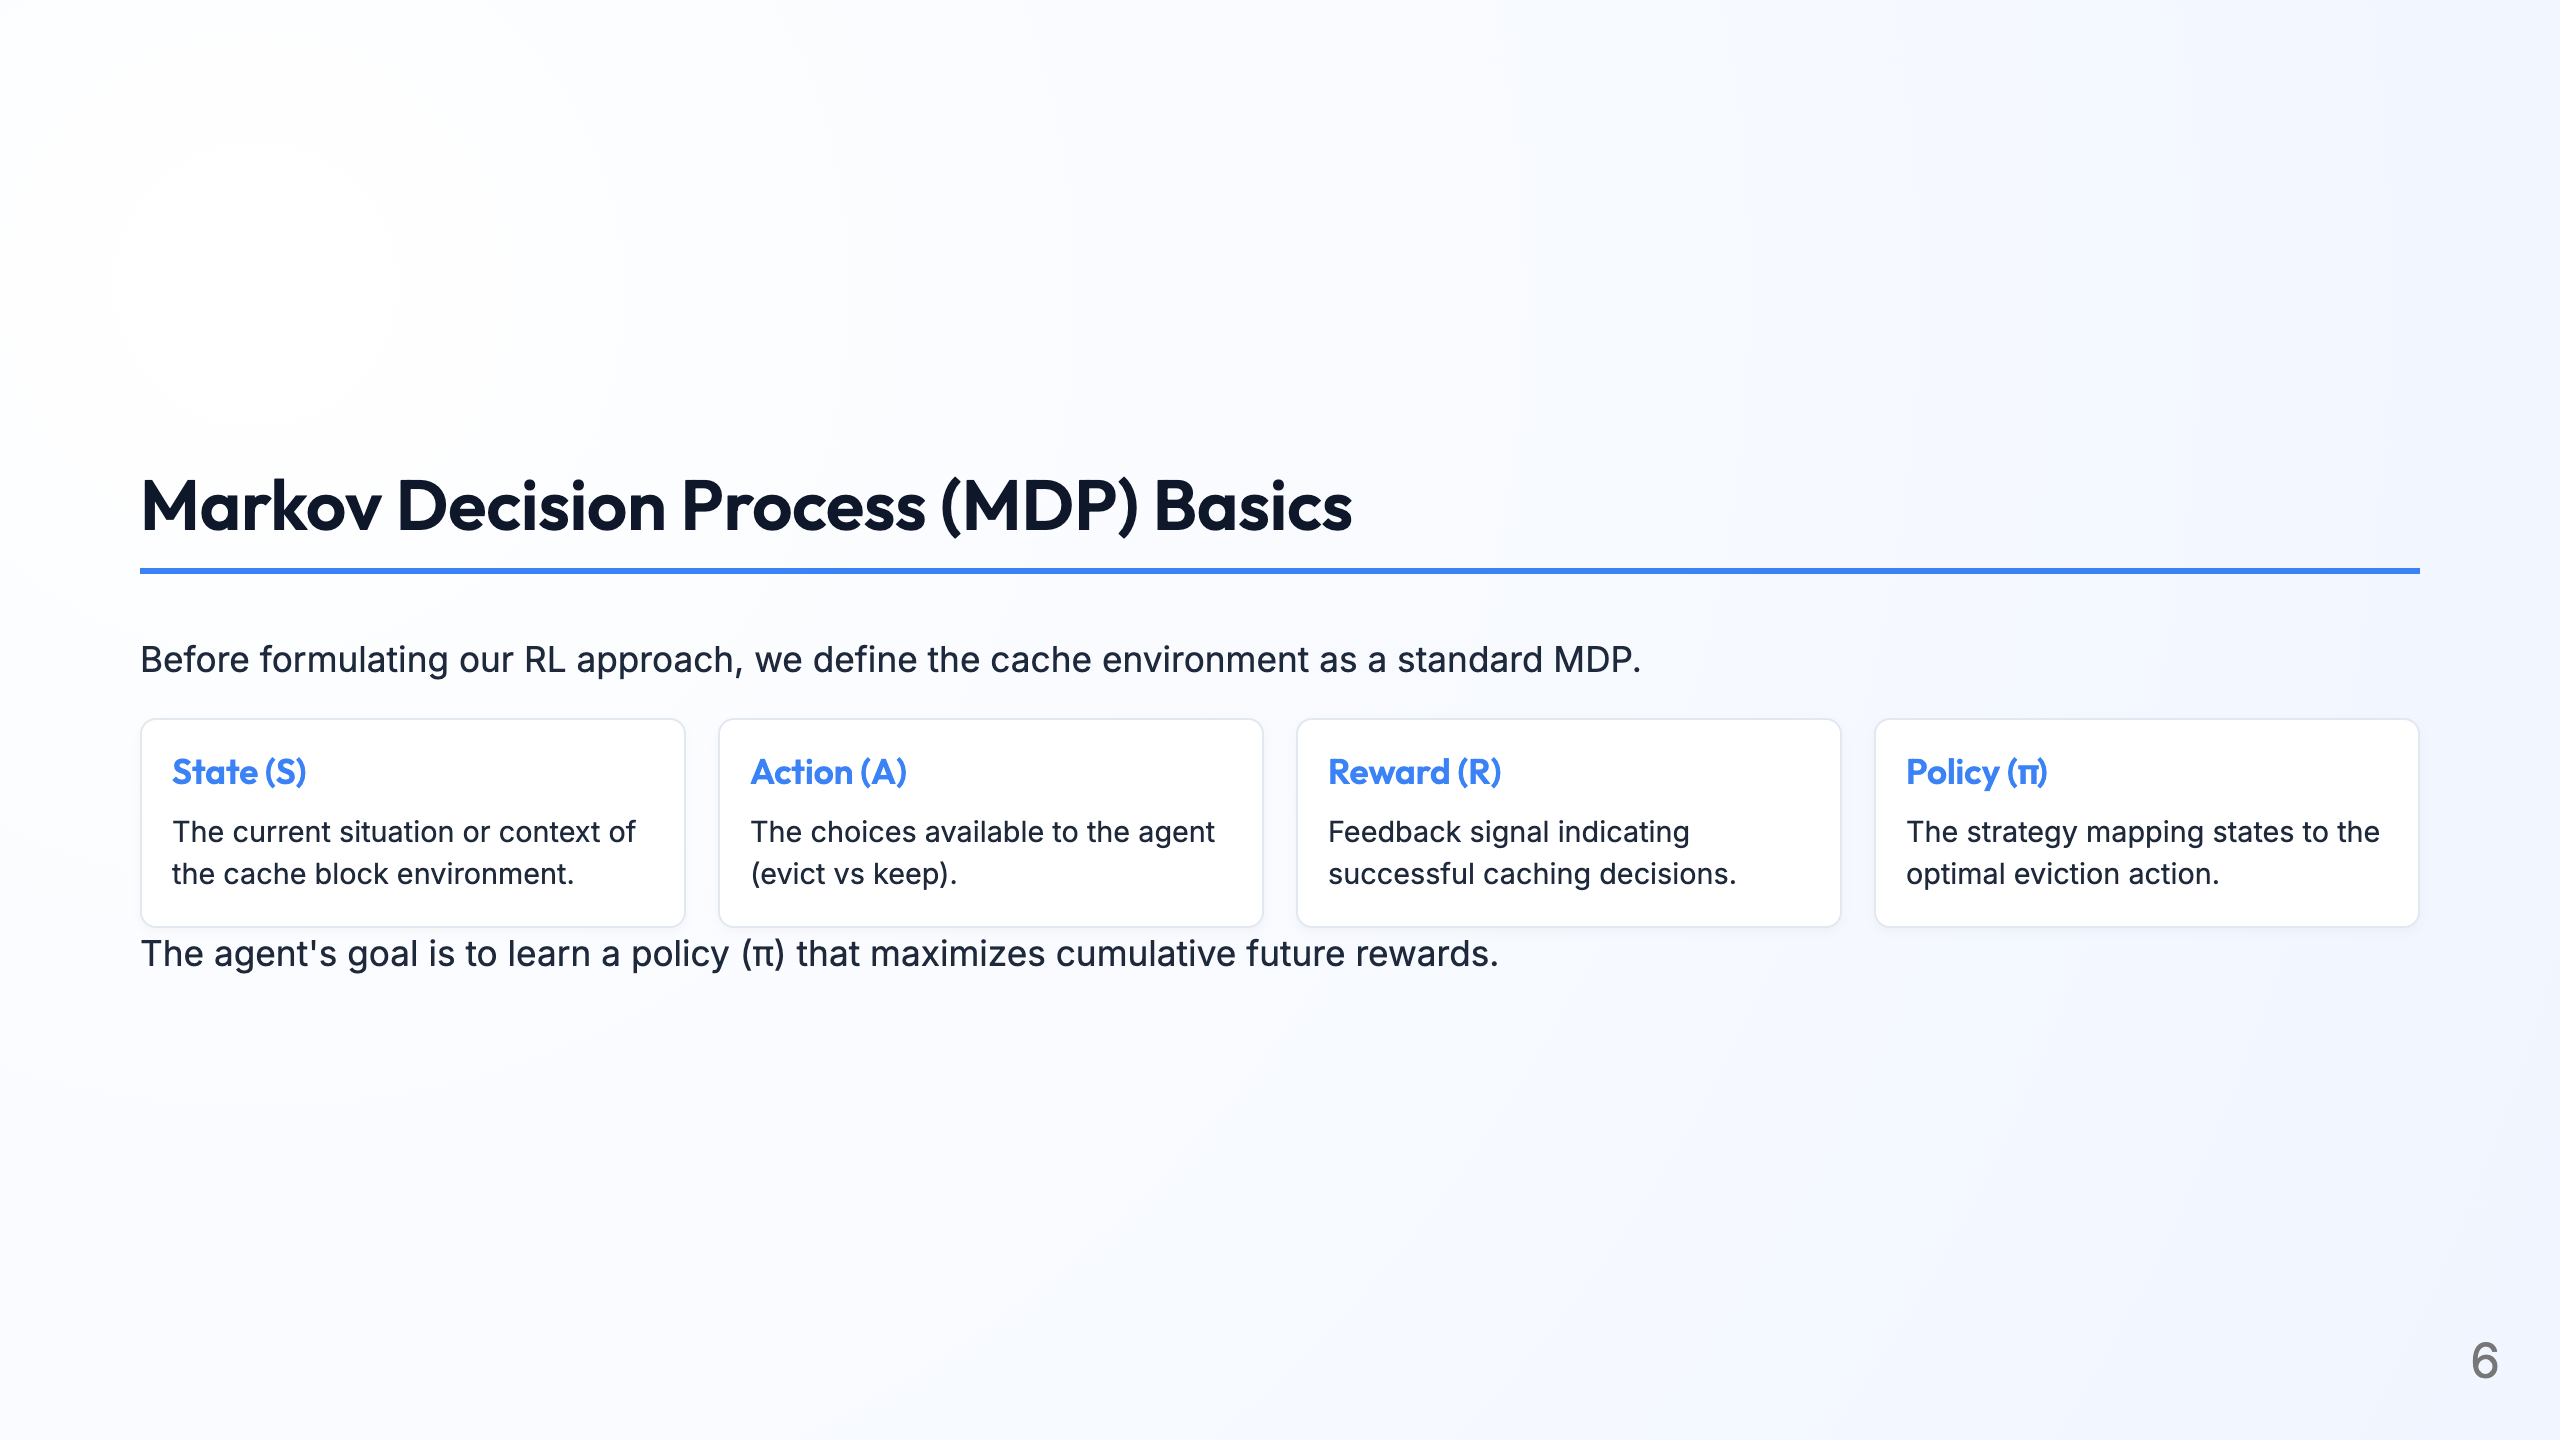 Markov Decision Process (MDP) Basics
Before formulating our RL approach, we define the cache environment as a standard MDP.
State (S)
The current situation or context of
the cache block environment.
Action (A)
The choices available to the agent
(evict vs keep).
Reward (R)
Feedback signal indicating
successful caching decisions.
Policy (π)
The strategy mapping states to the
optimal eviction action.
The agent's goal is to learn a policy (π) that maximizes cumulative future rewards.
6